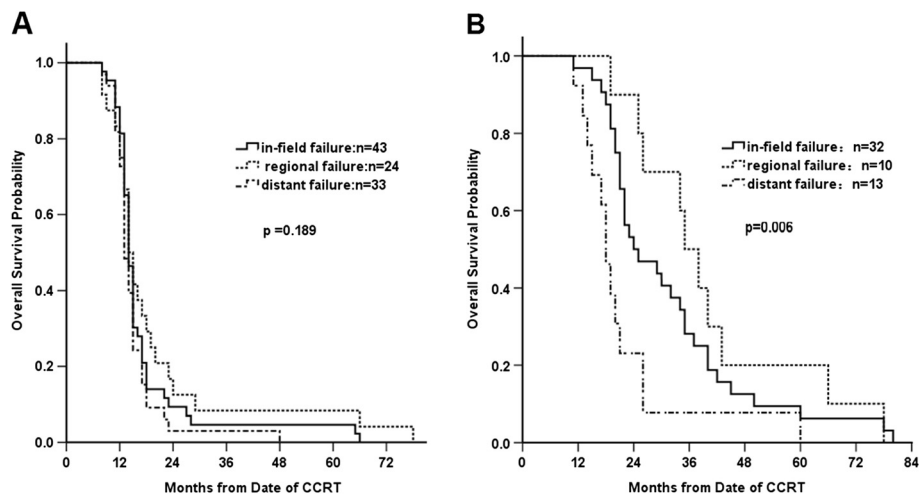 A
Overall Survival Probability
1.0
0.8
0.6
0.4
0.2
0.0
in-field failure:n=43
regional failure:n=24
distant failure:n=33
p =0.189
0 12 24 36 48 60 72
Months from Date of CCRT
B
Overall Survival Probability
1.0
0.8
0.6
0.4
0.2
0.0
in-field failure: n=32
regional failure: n=10
distant failure: n=13
p=0.006
0 12 24 36 48 60 72 84
Months from Date of CCRT